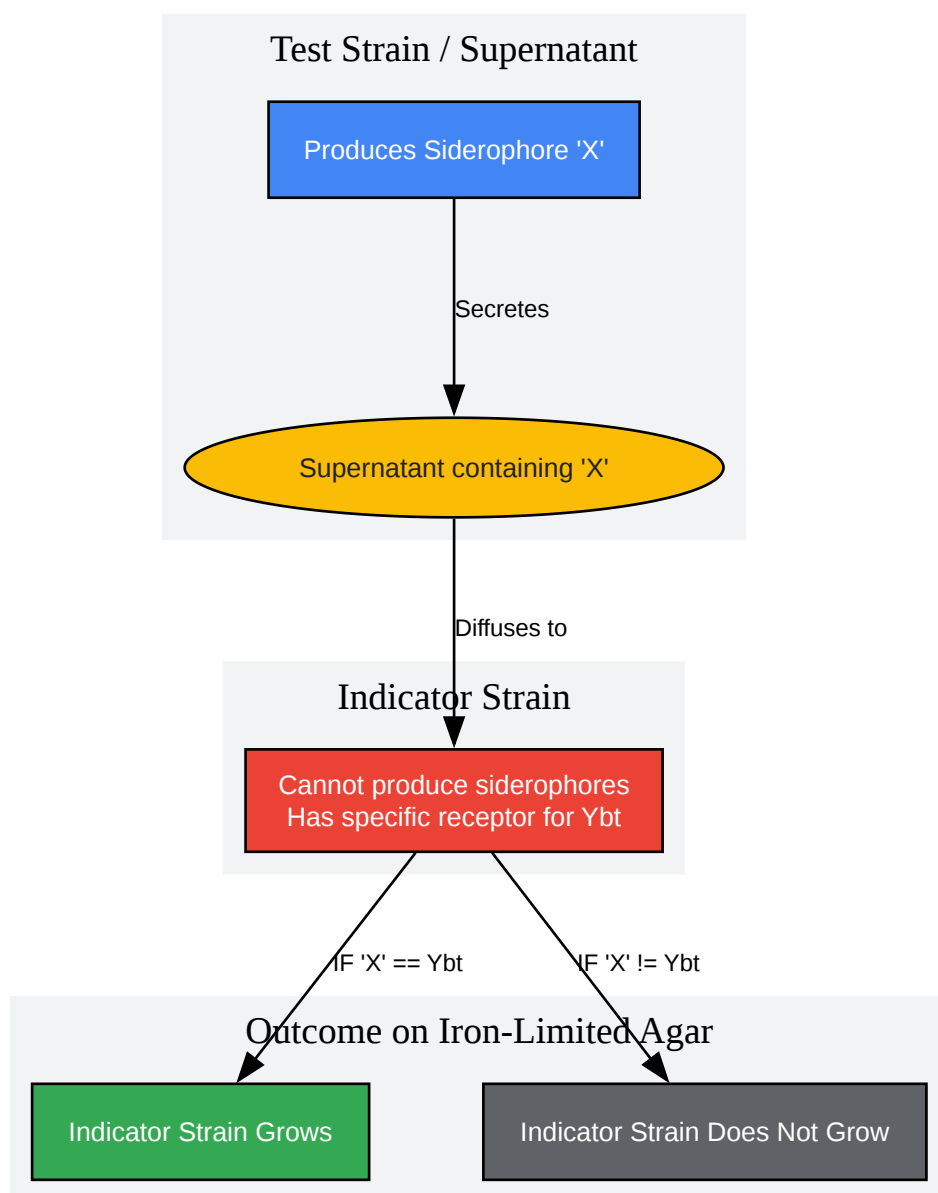 Test Strain / Supernatant
Produces Siderophore 'X'
Secretes
Supernatant containing 'X'
Diffuses to
Indicator Strain
Cannot produce siderophores
Has specific receptor for Ybt
IF 'X' == Ybt
IF 'X' != Ybt
Outcome on Iron-Limited Agar
Indicator Strain Grows
Indicator Strain Does Not Grow